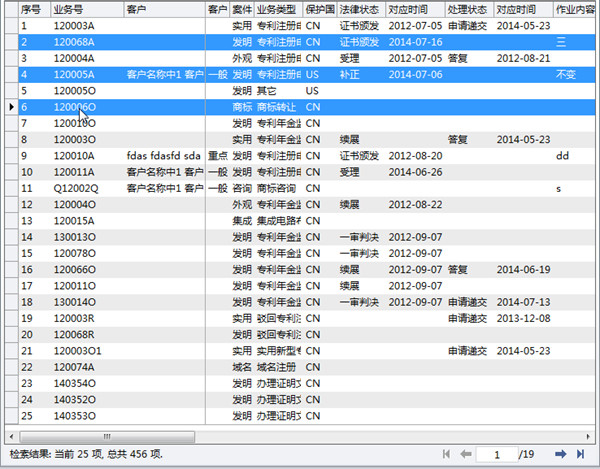 序号 业务号 客户 客户 案件 业务类型 保护国 法律状态 对应时间 处理状态 对应时间 作业内容
1 120003A 实用 专利注册申 CN 证书颁发 2012-07-05 申请递交 2014-05-23
2 120068A 发明 专利注册申 CN 证书颁发 2014-07-16 三
3 120004A 外观 专利注册申 CN 受理 2012-07-05 答复 2012-08-21
4 120005A 客户名称中1 客户 一般 发明 专利注册申 US 补正 2014-07-06 不变
5 120005O 发明 其它 US
6 120006O 商标 商标转让 CN
7 120010O 发明 专利年金监 CN
8 120003O 实用 专利年金监 CN 续展 答复 2014-05-23
9 120010A fdas fdasfd sda 重点 发明 专利注册申 CN 证书颁发 2012-08-20 dd
10 120011A 客户名称中1 客户 一般 发明 专利注册申 CN 受理 2014-06-26
11 Q12002Q 客户名称中1 客户 一般 咨询 商标咨询 CN s
12 120004O 外观 专利年金监 CN 续展 2012-08-22
13 120015A 集成 集成电路布 CN
14 130013O 发明 专利年金监 CN 一审判决 2012-09-07
15 120078O 发明 专利年金监 CN 一审判决 2012-09-07
16 120066O 发明 专利年金监 CN 续展 2012-09-07 答复 2014-06-19
17 120011O 发明 专利年金监 CN 续展 2012-09-07
18 130014O 发明 专利年金监 CN 一审判决 2012-09-07 申请递交 2014-07-13
19 120003R 实用 驳回专利注 CN 申请递交 2013-12-08
20 120068R 发明 驳回专利注 CN
21 120003O1 实用 实用新型专 CN 申请递交 2014-05-23
22 120074A 域名 域名注册 CN
23 140354O 发明 办理证明文 CN
24 140352O 发明 办理证明文 CN
25 140353O 发明 办理证明文 CN
检索结果: 当前 25 项, 总共 456 项. 1 /19